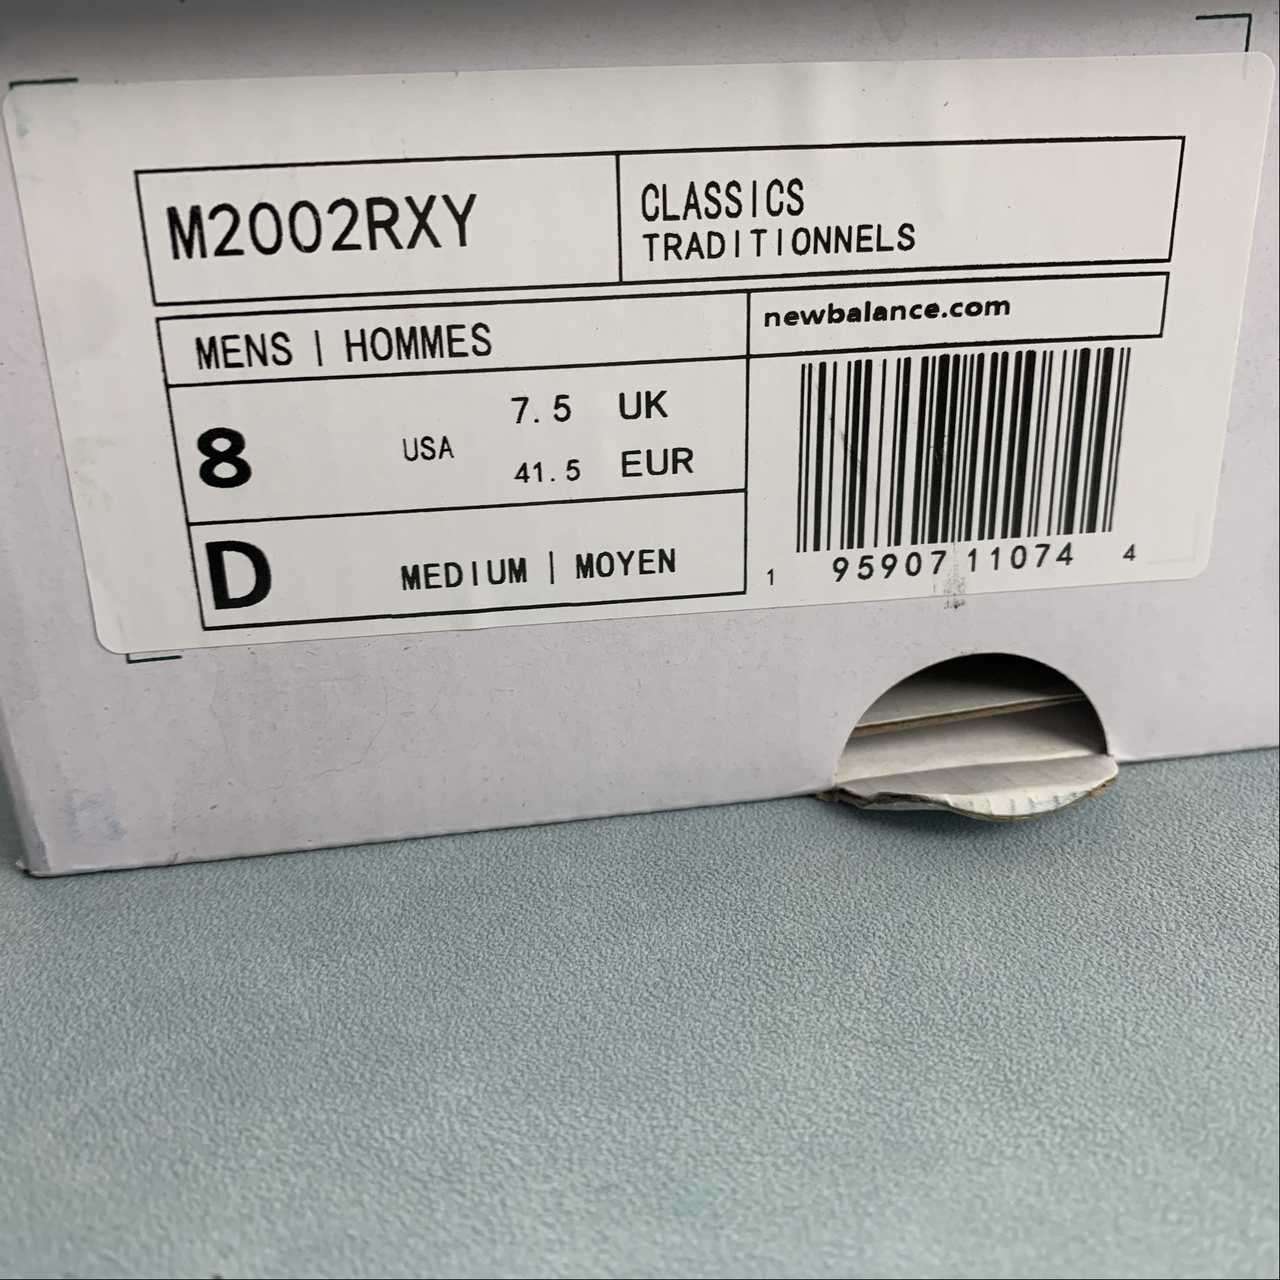 M2002RXY
CLASSICS
TRADITIONNELS
MENS | HOMMES
newbalance.com
8 USA
7.5 UK
41.5 EUR
D MEDIUM | MOYEN
1 95907 11074 4